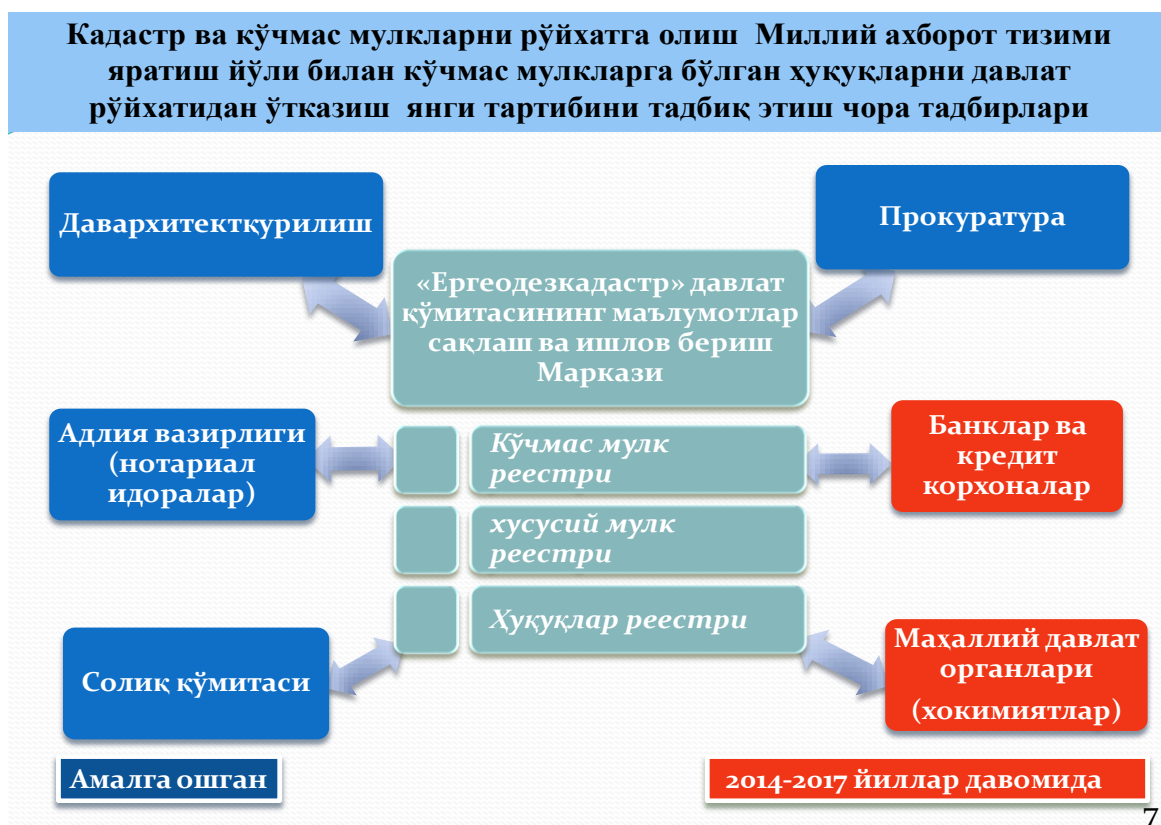 Кадастр ва кўчмас мулкларни рўйхатга олиш Миллий ахборот тизими
яратиш йўли билан кўчмас мулкларга бўлган ҳуқуқларни давлат
рўйхатидан ўтказиш янги тартибини тадбиқ этиш чора тадбирлари
Давархитектқурилиш
Прокуратура
«Ергеодезкадастр» давлат
қўмитасининг маълумотлар
сақлаш ва ишлов бериш
Маркази
Адлия вазирлиги
(нотариал
идоралар)
Кўчмас мулк
реестри
Банклар ва
кредит
корхоналар
хусусий мулк
реестри
Ҳуқуқлар реестри
Солиқ қўмитаси
Маҳаллий давлат
органлари
(хокимиятлар)
Амалга ошган
2014-2017 йиллар давомида
7